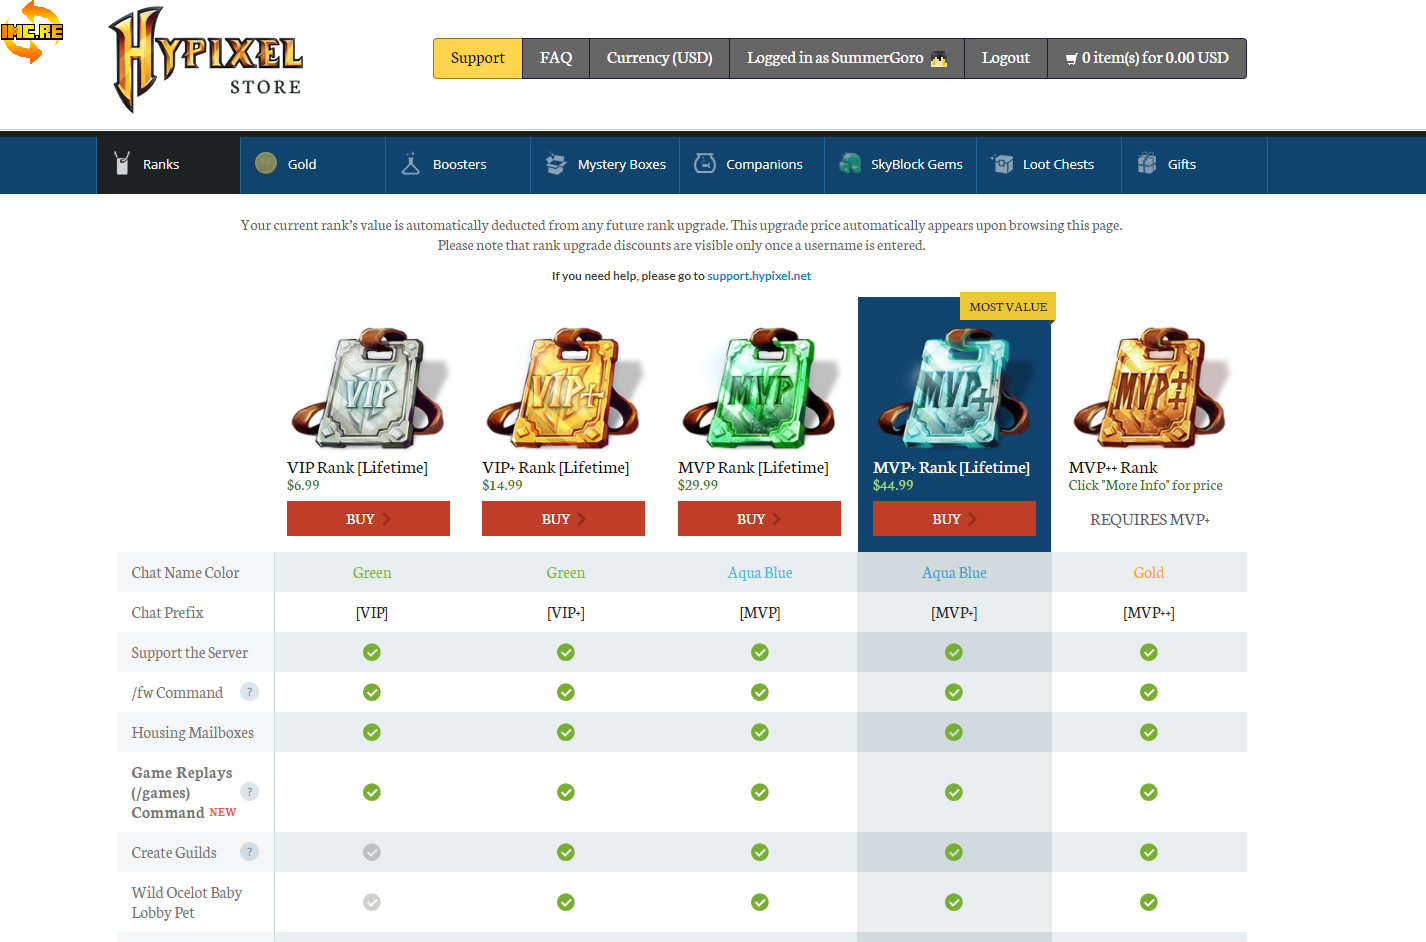 IMC.RE
HYPIXEL
STORE
Support
FAQ
Currency (USD)
Logged in as SummerGoro
Logout
0 item(s) for 0.00 USD
Ranks
Gold
Boosters
Mystery Boxes
Companions
SkyBlock Gems
Loot Chests
Gifts
Your current rank's value is automatically deducted from any future rank upgrade. This upgrade price automatically appears upon browsing this page.
Please note that rank upgrade discounts are visible only once a username is entered.
If you need help, please go to support.hypixel.net
MOST VALUE
VIP
VIP+
MVP
MVP+
MVP++
VIP Rank [Lifetime]
$6.99
BUY
VIP+ Rank [Lifetime]
$14.99
BUY
MVP Rank [Lifetime]
$29.99
BUY
MVP+ Rank [Lifetime]
$44.99
BUY
MVP++ Rank
Click "More Info" for price
REQUIRES MVP+
Chat Name Color
Green
Green
Aqua Blue
Aqua Blue
Gold
Chat Prefix
[VIP]
[VIP+]
[MVP]
[MVP+]
[MVP++]
Support the Server
/fw Command ?
Housing Mailboxes
Game Replays
(/games) ?
Command NEW
Create Guilds ?
Wild Ocelot Baby
Lobby Pet